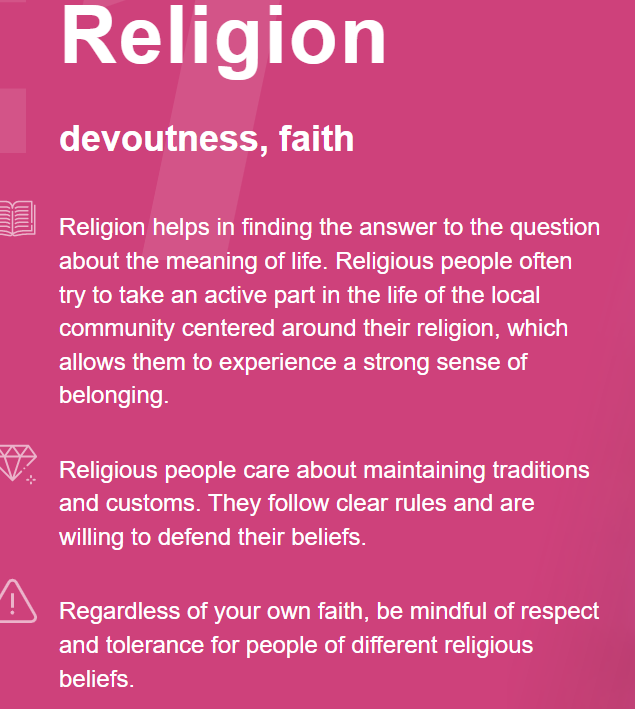 Religion
devoutness, faith
Religion helps in finding the answer to the question
about the meaning of life. Religious people often
try to take an active part in the life of the local
community centered around their religion, which
allows them to experience a strong sense of
belonging.
Religious people care about maintaining traditions
and customs. They follow clear rules and are
willing to defend their beliefs.
Regardless of your own faith, be mindful of respect
and tolerance for people of different religious
beliefs.